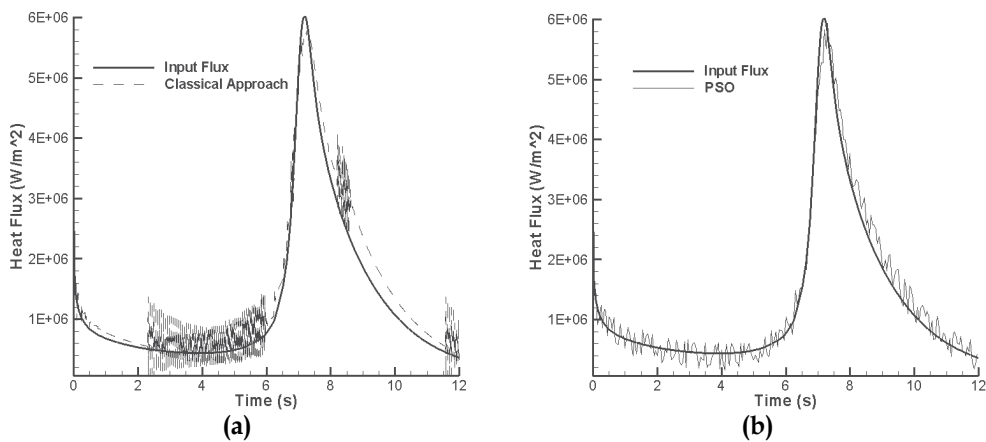 6E+06
5E+06
4E+06
3E+06
2E+06
1E+06
Heat Flux (W/m^2)
Input Flux
Classical Approach
0 2 4 6 8 10 12
Time (s)
(a)
6E+06
5E+06
4E+06
3E+06
2E+06
1E+06
Heat Flux (W/m^2)
Input Flux
PSO
0 2 4 6 8 10 12
Time (s)
(b)